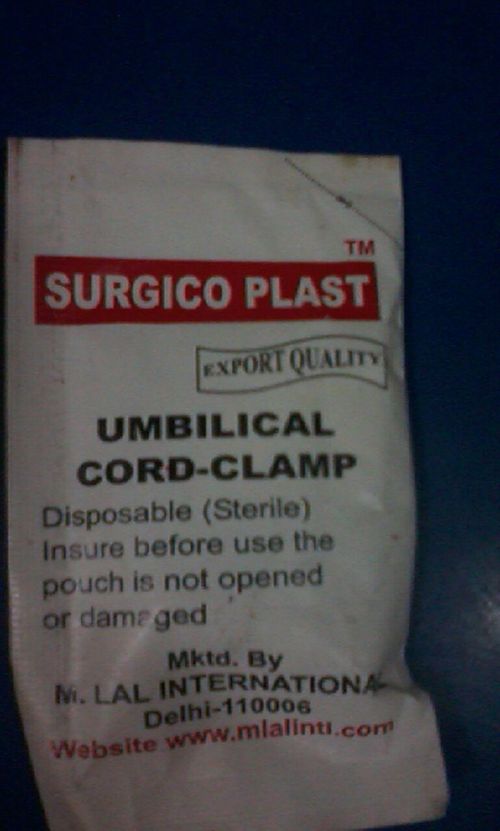 TM
SURGICO PLAST
EXPORT QUALITY
UMBILICAL
CORD-CLAMP
Disposable (Sterile)
Insure before use the
pouch is not opened
or damaged
Mktd. By
M. LAL INTERNATIONA
Delhi-110006
Website www.mlalintl.com